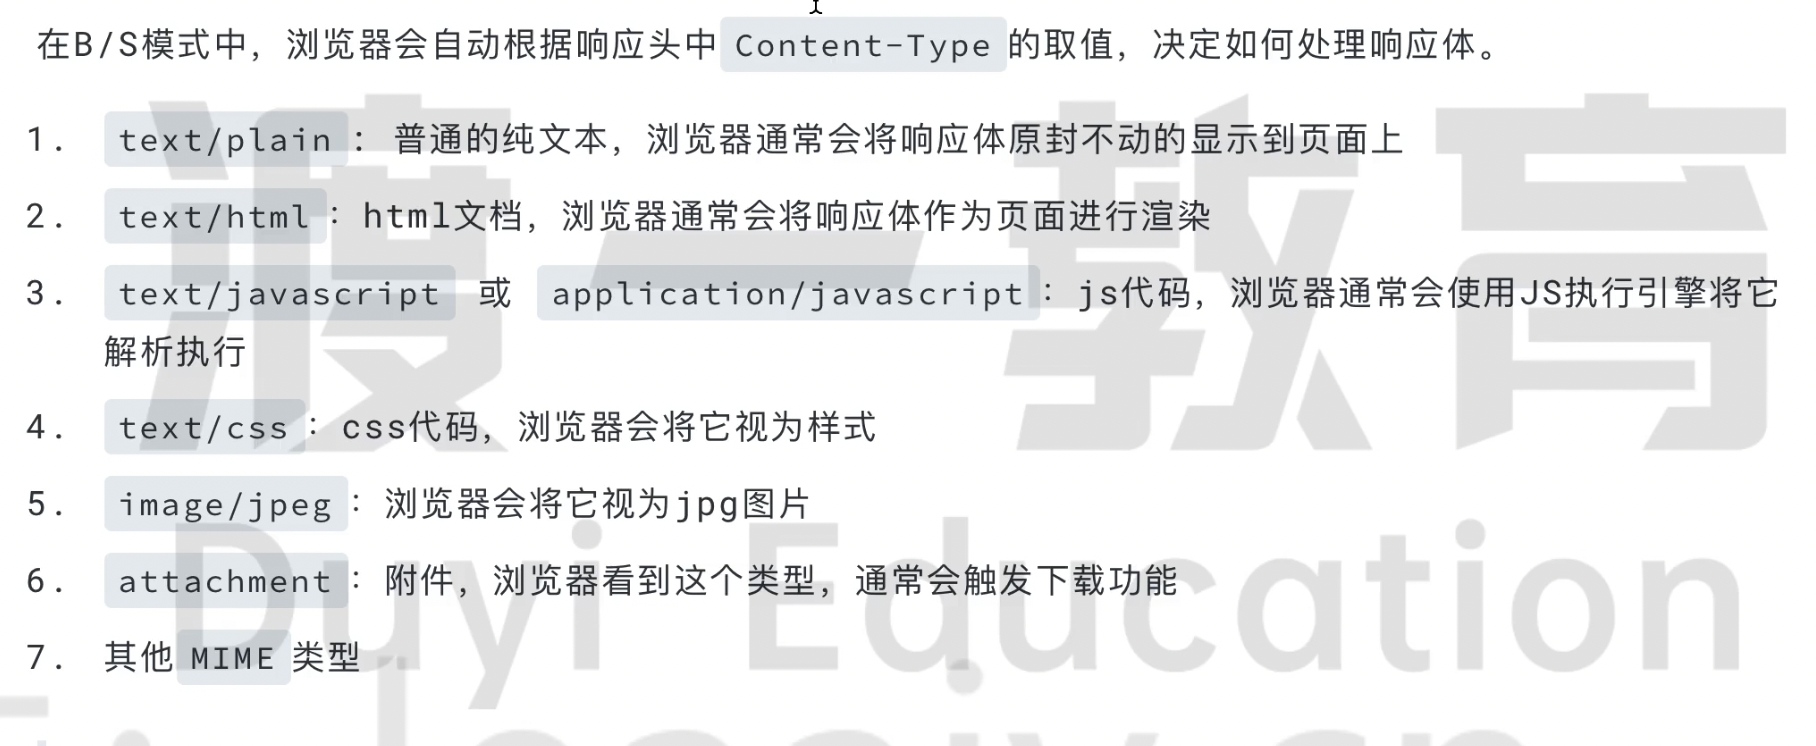 在B/S模式中，浏览器会自动根据响应头中 Content-Type 的取值，决定如何处理响应体。
1. text/plain ：普通的纯文本，浏览器通常会将响应体原封不动的显示到页面上
2. text/html ：html文档，浏览器通常会将响应体作为页面进行渲染
3. text/javascript 或 application/javascript ：js代码，浏览器通常会使用JS执行引擎将它
解析执行
4. text/css ：css代码，浏览器会将它视为样式
5. image/jpeg ：浏览器会将它视为jpg图片
6. attachment ：附件，浏览器看到这个类型，通常会触发下载功能
7. 其他 MIME 类型
渡一教育
Duyi Education